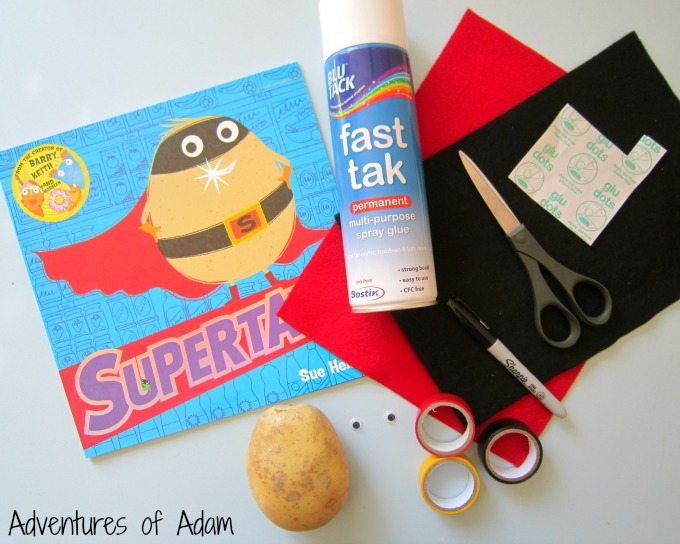 FROM THE CREATOR OF
BARRY
KEITH
AND
S
SUPERTA
Sue He
BLU
TACK
fast
tak
permanent
multi-purpose
spray glue
• strong bond
• easy to use
• CFC free
Bostik
glu
dots
glu
dots
glu
dots
Sharpie
Adventures of Adam